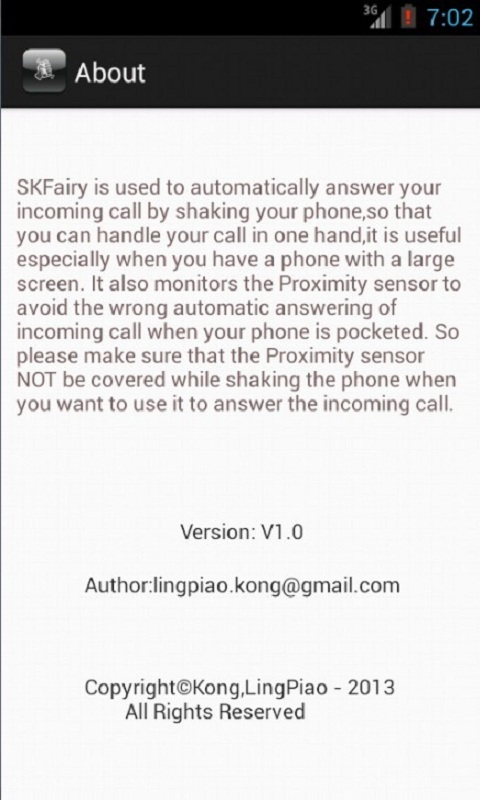 3G
7:02
About
SKFairy is used to automatically answer your
incoming call by shaking your phone,so that
you can handle your call in one hand,it is useful
especially when you have a phone with a large
screen. It also monitors the Proximity sensor to
avoid the wrong automatic answering of
incoming call when your phone is pocketed. So
please make sure that the Proximity sensor
NOT be covered while shaking the phone when
you want to use it to answer the incoming call.
Version: V1.0
Author:lingpiao.kong@gmail.com
Copyright©Kong,LingPiao - 2013
All Rights Reserved